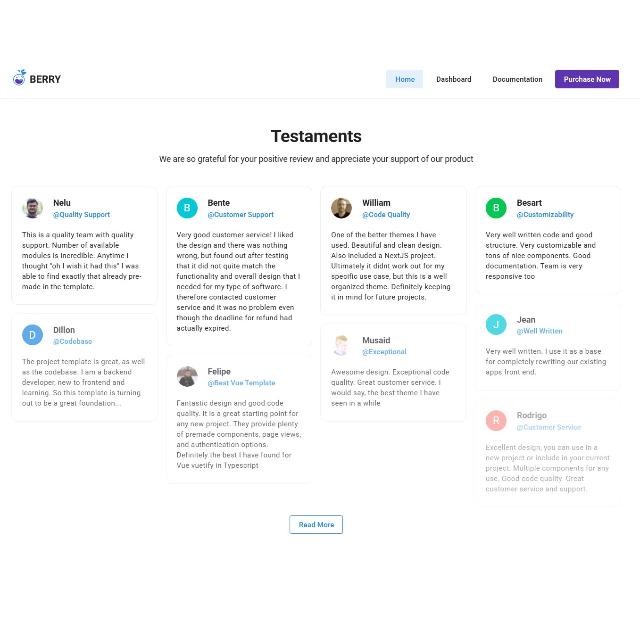 BERRY
Home
Dashboard
Documentation
Purchase Now
Testaments
We are so grateful for your positive review and appreciate your support of our product
Nelu
@Quality Support
This is a quality team with quality
support. Number of available
modules is incredible. Anytime I
thought "oh I wish it had this" I was
able to find exactly that already pre-
made in the template.
Dillon
@Codebase
D
The project template is great, as well
as the codebase. I am a backend
developer, new to frontend and
learning. So this template is turning
out to be a great foundation...
Bente
@Customer Support
B
Very good customer service! I liked
the design and there was nothing
wrong, but found out after testing
that it did not quite match the
functionality and overall design that I
needed for my type of software. I
therefore contacted customer
service and it was no problem even
though the deadline for refund had
actually expired.
Felipe
@Best Vue Template
Fantastic design and good code
quality. It is a great starting point for
any new project. They provide plenty
of premade components, page views,
and authentication options.
Definitely the best I have found for
Vue vuetify in Typescript
William
@Code Quality
One of the better themes I have
used. Beautiful and clean design.
Also included a NextJS project.
Ultimately it didnt work out for my
specific use case, but this is a well
organized theme. Definitely keeping
it in mind for future projects.
Musaid
@Exceptional
Awesome design. Exceptional code
quality. Great customer service. I
would say, the best theme I have
seen in a while
Besart
@Customizability
B
Very well written code and good
structure. Very customizable and
tons of nice components. Good
documentation. Team is very
responsive too
Jean
@Well Written
J
Very well written. I use it as a base
for completely rewriting our existing
apps front end.
Rodrigo
@Customer Service
R
Excellent design, you can use in a
new project or include in your current
project. Multiple components for any
use. Good code quality. Great
customer service and support.
Read More